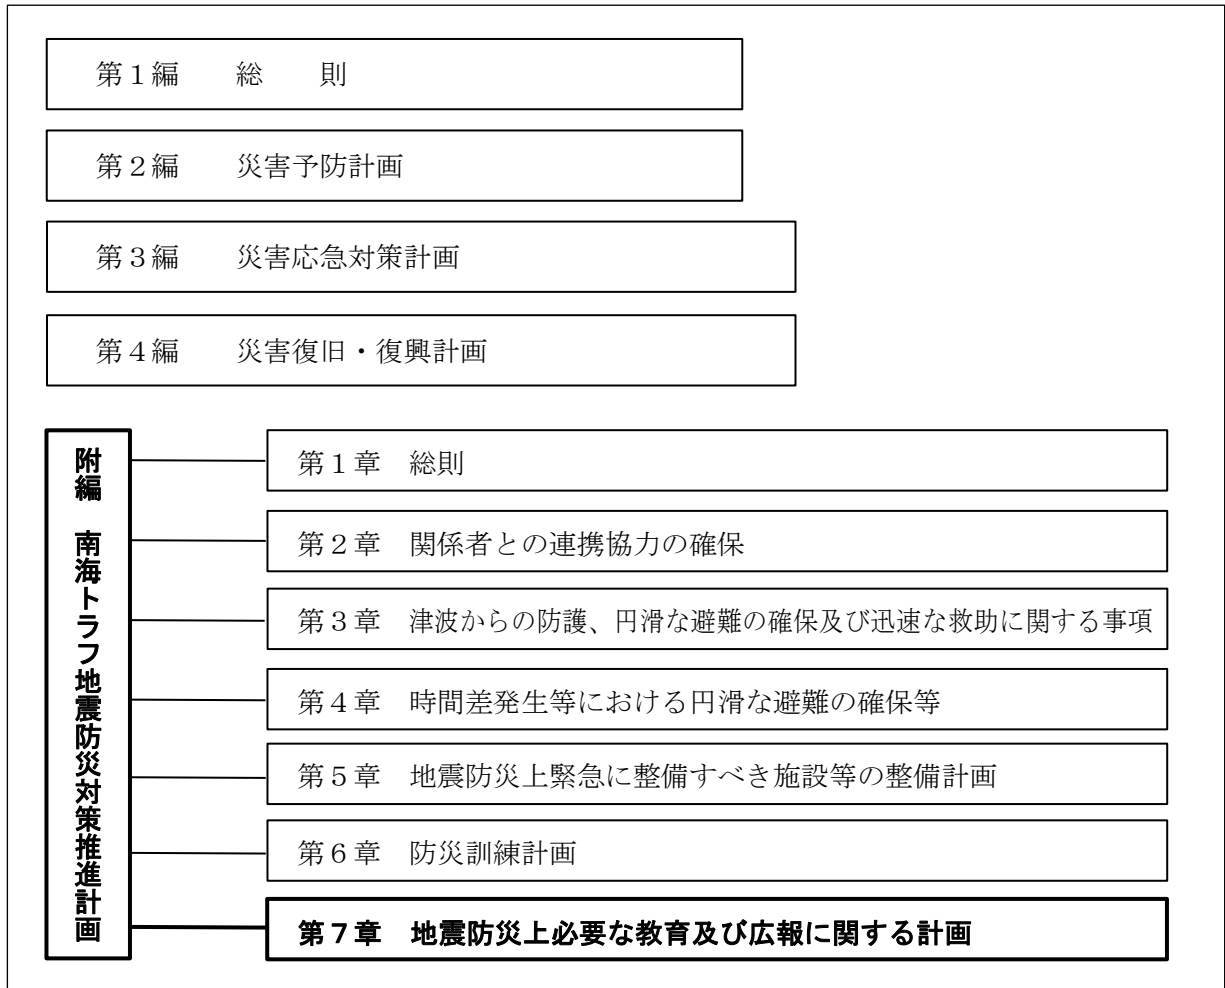 第１編　　総　　則
第２編　　災害予防計画
第３編　　災害応急対策計画
第４編　　災害復旧・復興計画
附編　南海トラフ地震防災対策推進計画
第１章　総則
第２章　関係者との連携協力の確保
第３章　津波からの防護、円滑な避難の確保及び迅速な救助に関する事項
第４章　時間差発生等における円滑な避難の確保等
第５章　地震防災上緊急に整備すべき施設等の整備計画
第６章　防災訓練計画
第７章　地震防災上必要な教育及び広報に関する計画